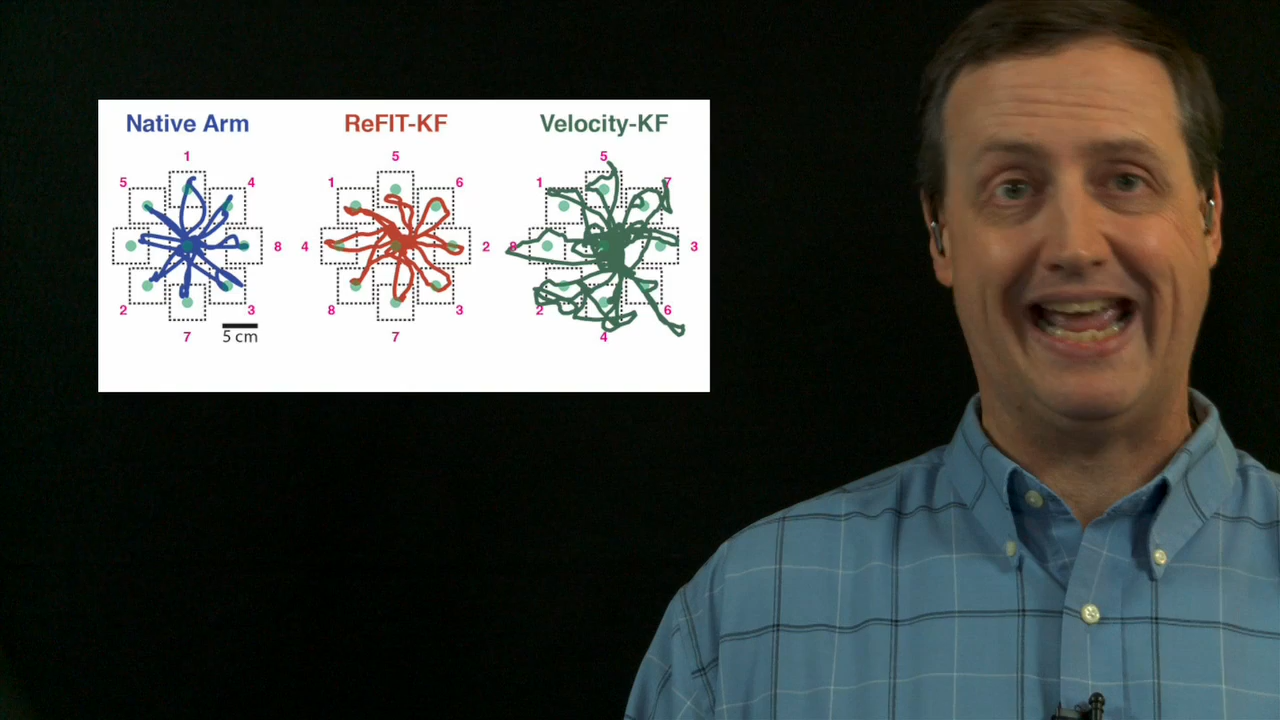 Native Arm ReFIT-KF Velocity-KF
1 5 5
5 4 1 6 1 7
8 4 2 8 3
2 3 8 3 2 6
7 5 cm 7 4